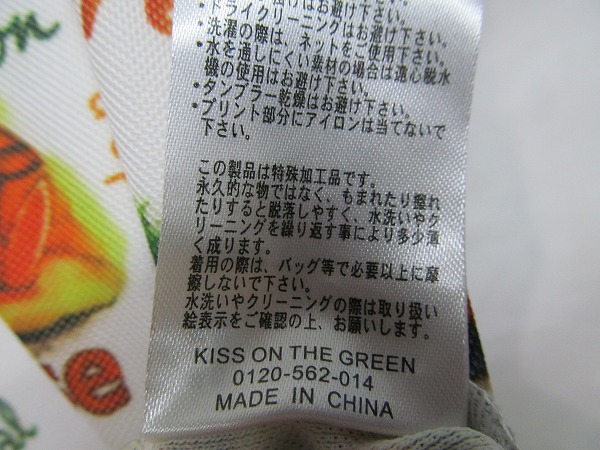 ・ドライクリーニングはお避け下さい。
・洗濯の際は、ネットをご使用下さい。
・水を通しにくい素材の場合は遠心脱水
機の使用はお避け下さい。
・タンブラー乾燥はお避け下さい。
・プリント部分にアイロンは当てないで
下さい。
この製品は特殊加工品です。
永久的な物ではなく、もまれたり擦れ
たりすると脱落しやすく、水洗いやク
リーニングを繰り返す事により多少薄
く成ります。
着用の際は、バッグ等で必要以上に摩
擦しないで下さい。
水洗いやクリーニングの際は取り扱い
絵表示をご確認の上、お願いします。
KISS ON THE GREEN
0120-562-014
MADE IN CHINA